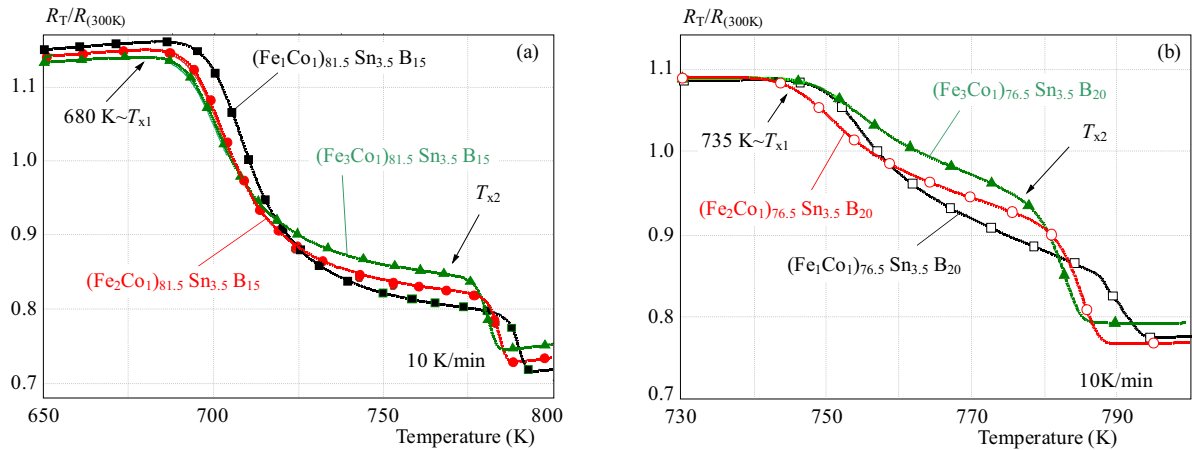 R_T/R_(300K)
(a)
(Fe₁Co₁)₈₁.₅ Sn₃.₅ B₁₅
680 K~T_x1
(Fe₃Co₁)₈₁.₅ Sn₃.₅ B₁₅
T_x2
(Fe₂Co₁)₈₁.₅ Sn₃.₅ B₁₅
10 K/min
1.1
1.0
0.9
0.8
0.7
650 700 750 800
Temperature (K)
R_T/R_(300K)
(b)
(Fe₃Co₁)₇₆.₅ Sn₃.₅ B₂₀
735 K~T_x1
T_x2
(Fe₂Co₁)₇₆.₅ Sn₃.₅ B₂₀
(Fe₁Co₁)₇₆.₅ Sn₃.₅ B₂₀
10K/min
1.1
1.0
0.9
0.8
0.7
730 750 770 790
Temperature (K)